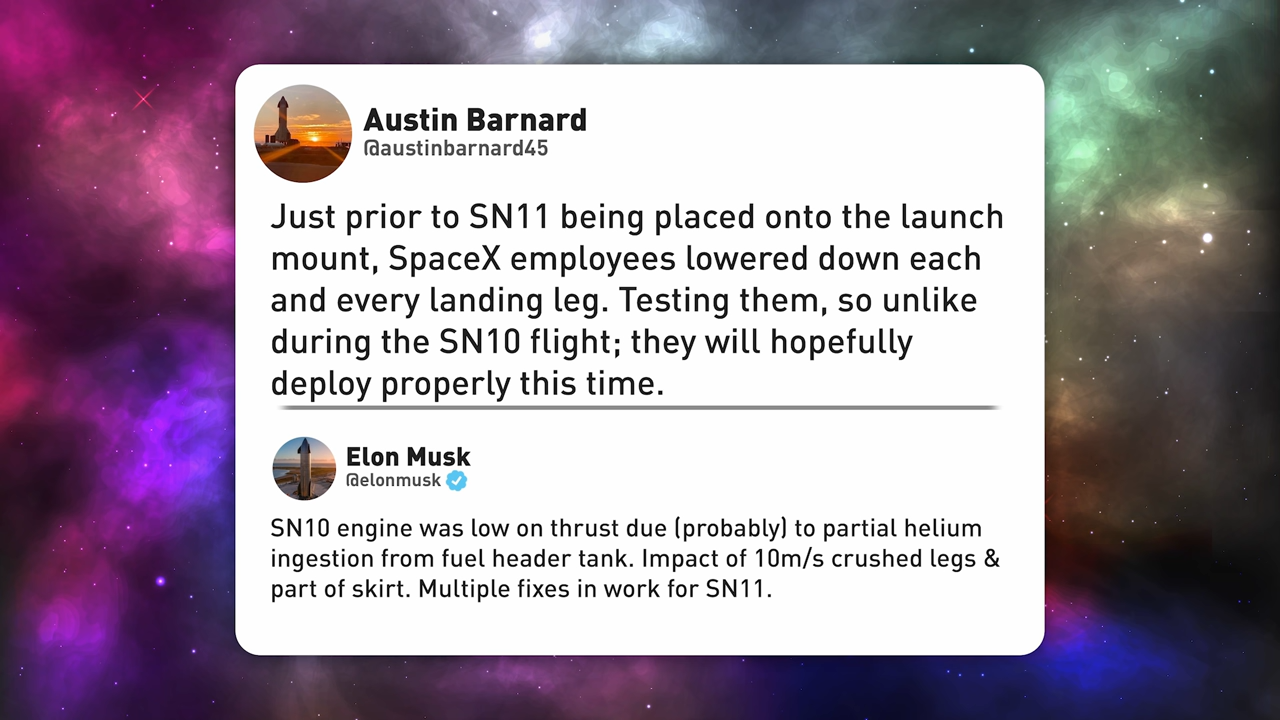 Austin Barnard
@austinbarnard45
Just prior to SN11 being placed onto the launch
mount, SpaceX employees lowered down each
and every landing leg. Testing them, so unlike
during the SN10 flight; they will hopefully
deploy properly this time.
Elon Musk
@elonmusk
SN10 engine was low on thrust due (probably) to partial helium
ingestion from fuel header tank. Impact of 10m/s crushed legs &
part of skirt. Multiple fixes in work for SN11.